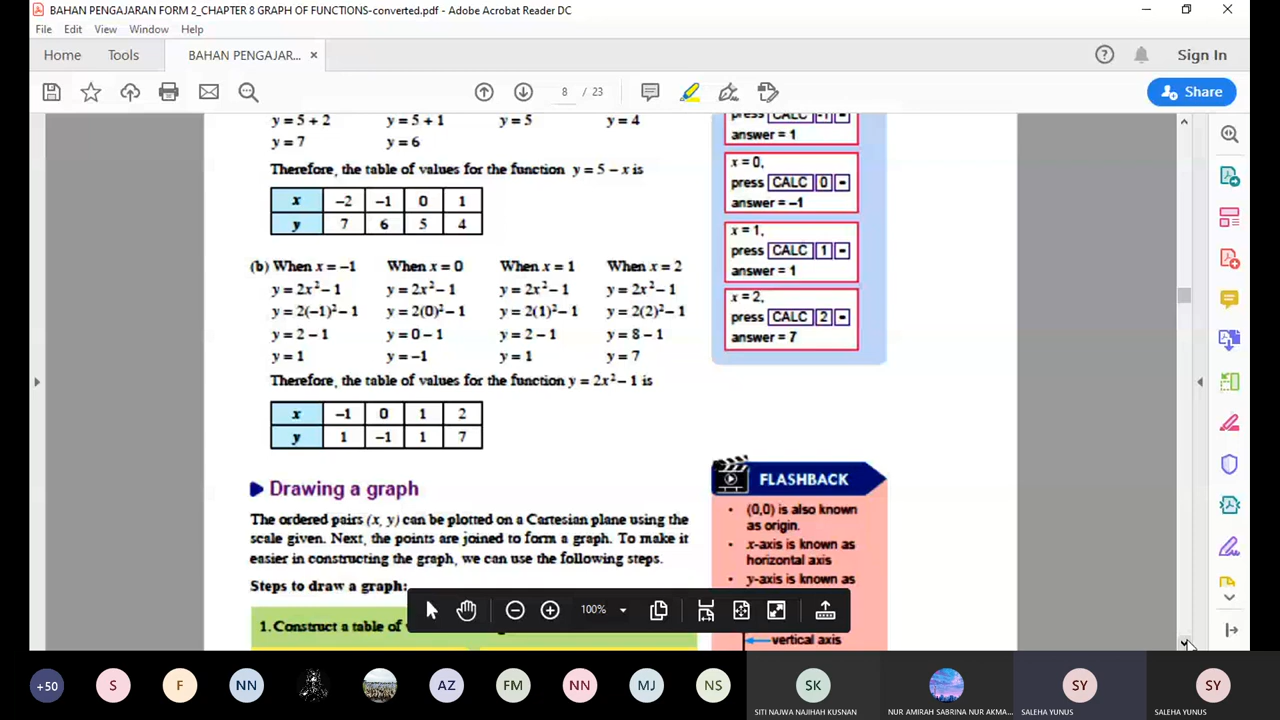 BAHAN PENGAJARAN FORM 2_CHAPTER 8 GRAPH OF FUNCTIONS-converted.pdf - Adobe Acrobat Reader DC
File Edit View Window Help
Home Tools BAHAN PENGAJAR... × Sign In
8 / 23 Share
y = 5 + 2 y = 5 + 1 y = 5 y = 4
y = 7 y = 6
Therefore, the table of values for the function y = 5 – x is
x –2 –1 0 1
y 7 6 5 4
(b) When x = –1 When x = 0 When x = 1 When x = 2
y = 2x² – 1 y = 2x² – 1 y = 2x² – 1 y = 2x² – 1
y = 2(–1)² – 1 y = 2(0)² – 1 y = 2(1)² – 1 y = 2(2)² – 1
y = 2 – 1 y = 0 – 1 y = 2 – 1 y = 8 – 1
y = 1 y = –1 y = 1 y = 7
Therefore, the table of values for the function y = 2x² – 1 is
x –1 0 1 2
y 1 –1 1 7
Drawing a graph
The ordered pairs (x, y) can be plotted on a Cartesian plane using the
scale given. Next, the points are joined to form a graph. To make it
easier in constructing the graph, we can use the following steps.
Steps to draw a graph:
1. Construct a table of
press CALC -1 =
answer = 1
x = 0,
press CALC 0 =
answer = –1
x = 1,
press CALC 1 =
answer = 1
x = 2,
press CALC 2 =
answer = 7
FLASHBACK
• (0,0) is also known
as origin.
• x-axis is known as
horizontal axis
• y-axis is known as
vertical axis
100%
+50 S F NN AZ FM NN MJ NS SK SY SY
SITI NAJWA NAJIHAH KUSNAN NUR AMIRAH SABRINA NUR AKMA... SALEHA YUNUS SALEHA YUNUS